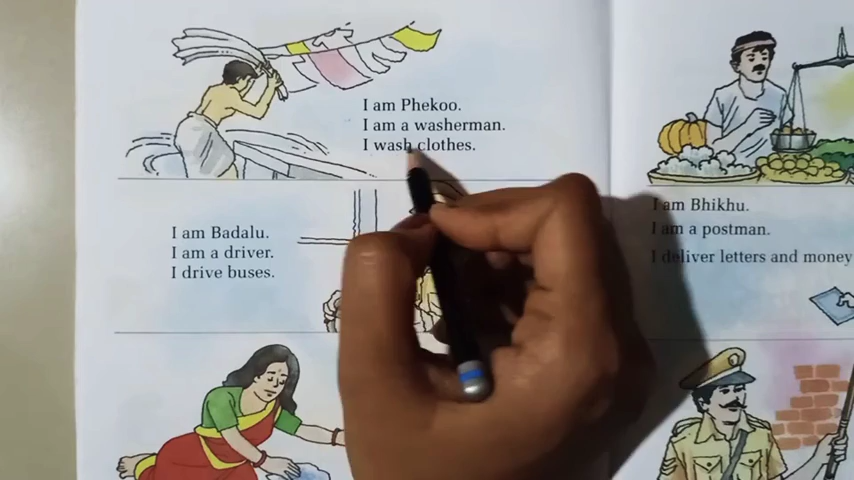 I am Phekoo.
I am a washerman.
I wash clothes.
I am Badalu.
I am a driver.
I drive buses.
I am Bhikhu.
I am a postman.
I deliver letters and money